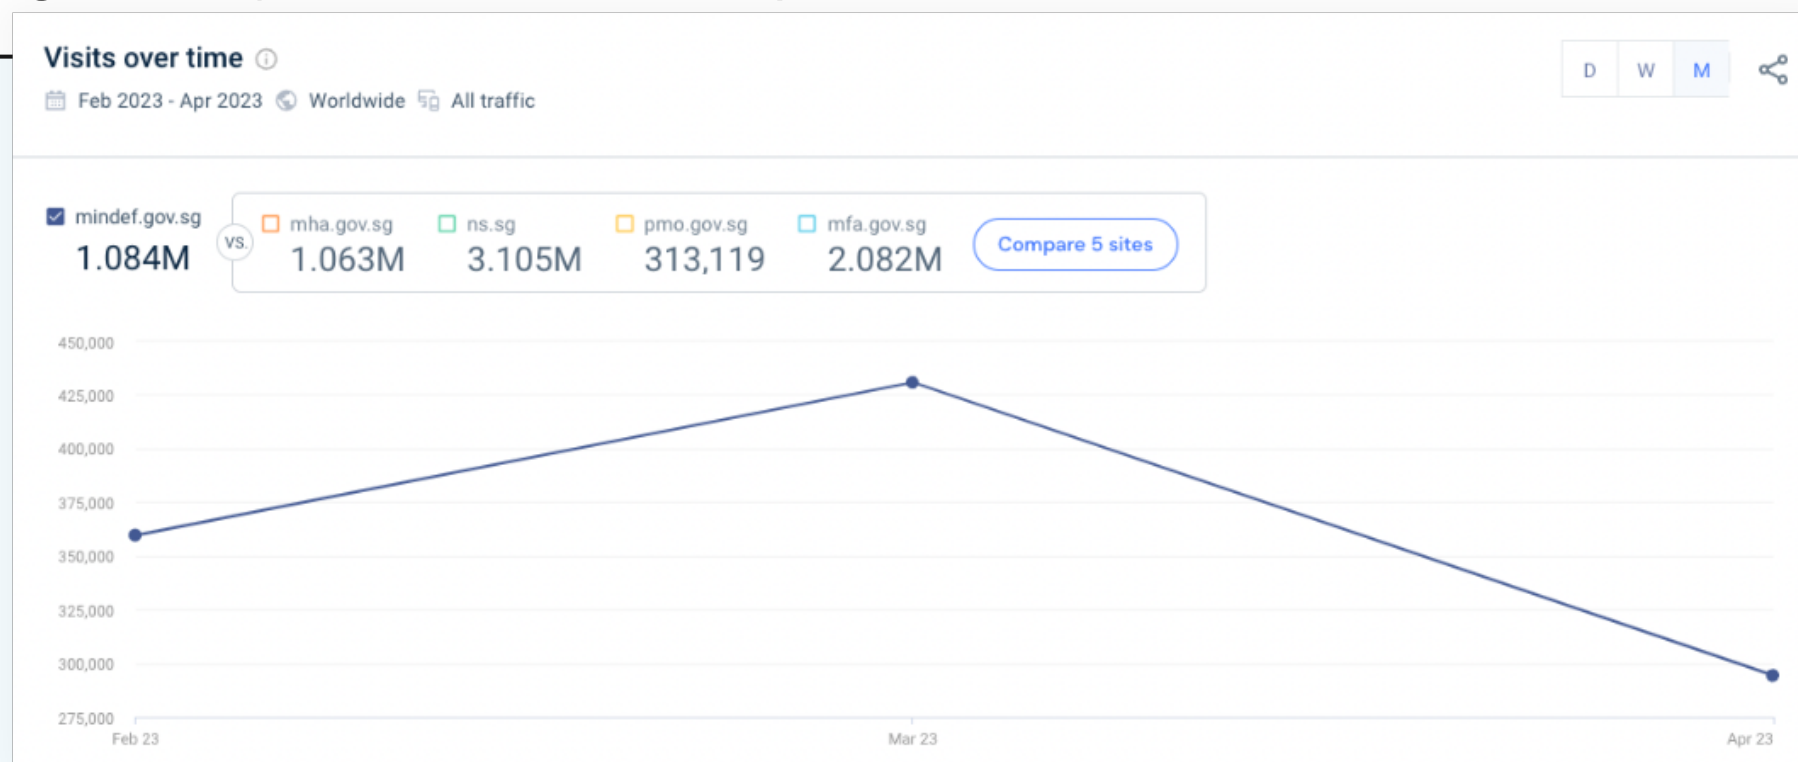 Visits over time
Feb 2023 - Apr 2023 Worldwide All traffic
D W M
mindef.gov.sg
1.084M
VS.
mha.gov.sg ns.sg pmo.gov.sg mfa.gov.sg
1.063M 3.105M 313,119 2.082M
Compare 5 sites
450,000
425,000
400,000
375,000
350,000
325,000
300,000
275,000
Feb 23 Mar 23 Apr 23